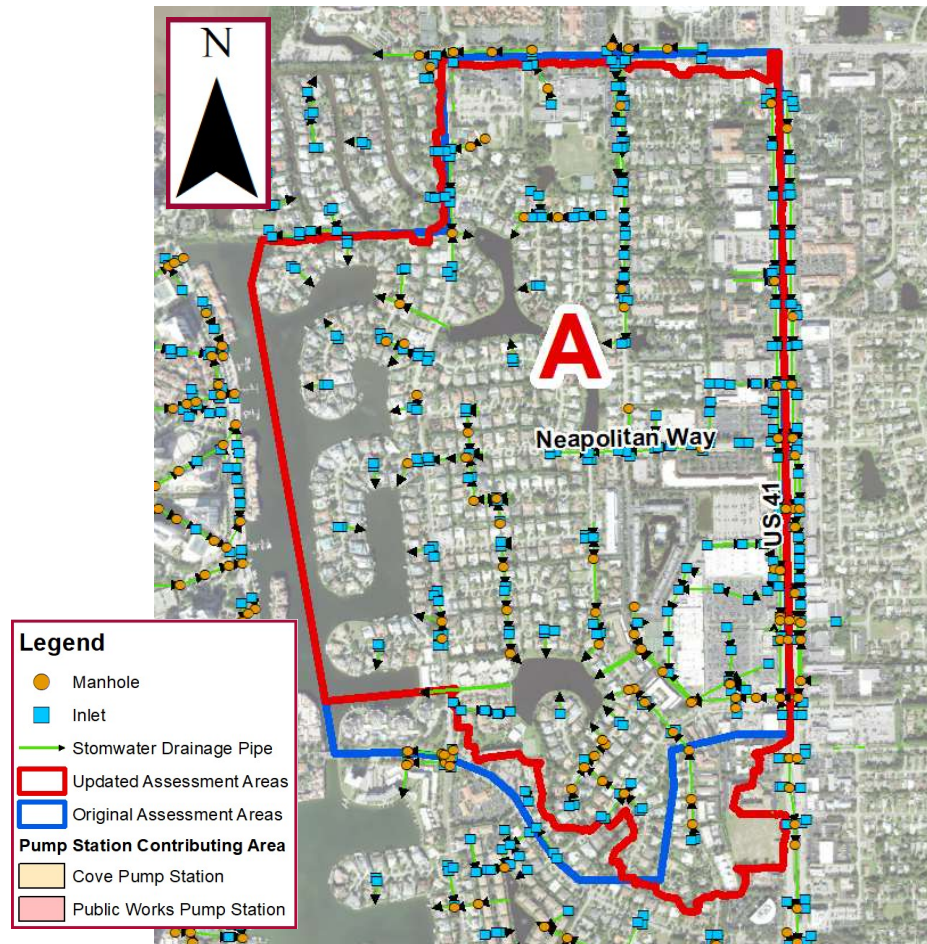 N
A
Neapolitan Way
US 41
Legend
Manhole
Inlet
Stomwater Drainage Pipe
Updated Assessment Areas
Original Assessment Areas
Pump Station Contributing Area
Cove Pump Station
Public Works Pump Station